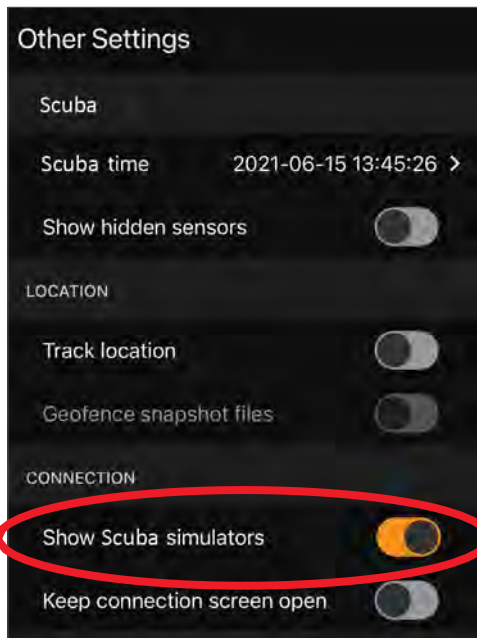 Other Settings
Scuba
Scuba time 2021-06-15 13:45:26 >
Show hidden sensors
LOCATION
Track location
Geofence snapshot files
CONNECTION
Show Scuba simulators
Keep connection screen open